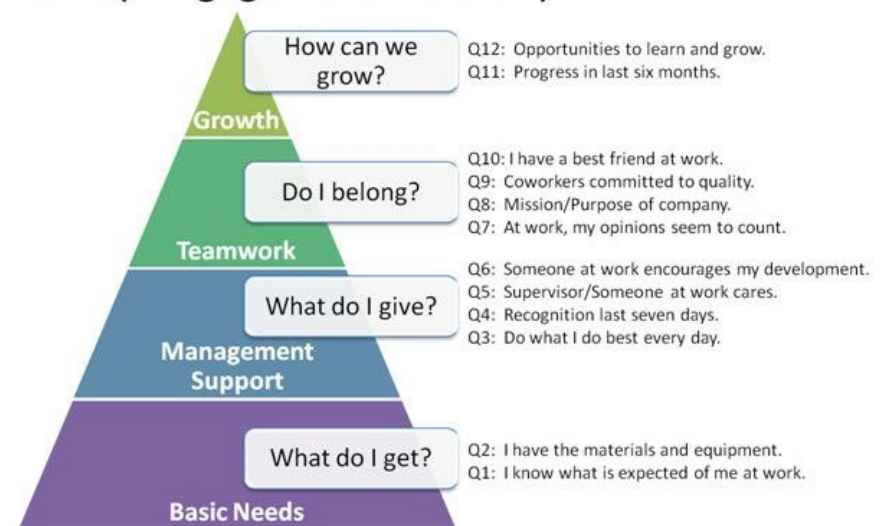 How can we
grow?
Q12: Opportunities to learn and grow.
Q11: Progress in last six months.
Growth
Do I belong?
Q10: I have a best friend at work.
Q9: Coworkers committed to quality.
Q8: Mission/Purpose of company.
Q7: At work, my opinions seem to count.
Teamwork
What do I give?
Q6: Someone at work encourages my development.
Q5: Supervisor/Someone at work cares.
Q4: Recognition last seven days.
Q3: Do what I do best every day.
Management
Support
What do I get?
Q2: I have the materials and equipment.
Q1: I know what is expected of me at work.
Basic Needs